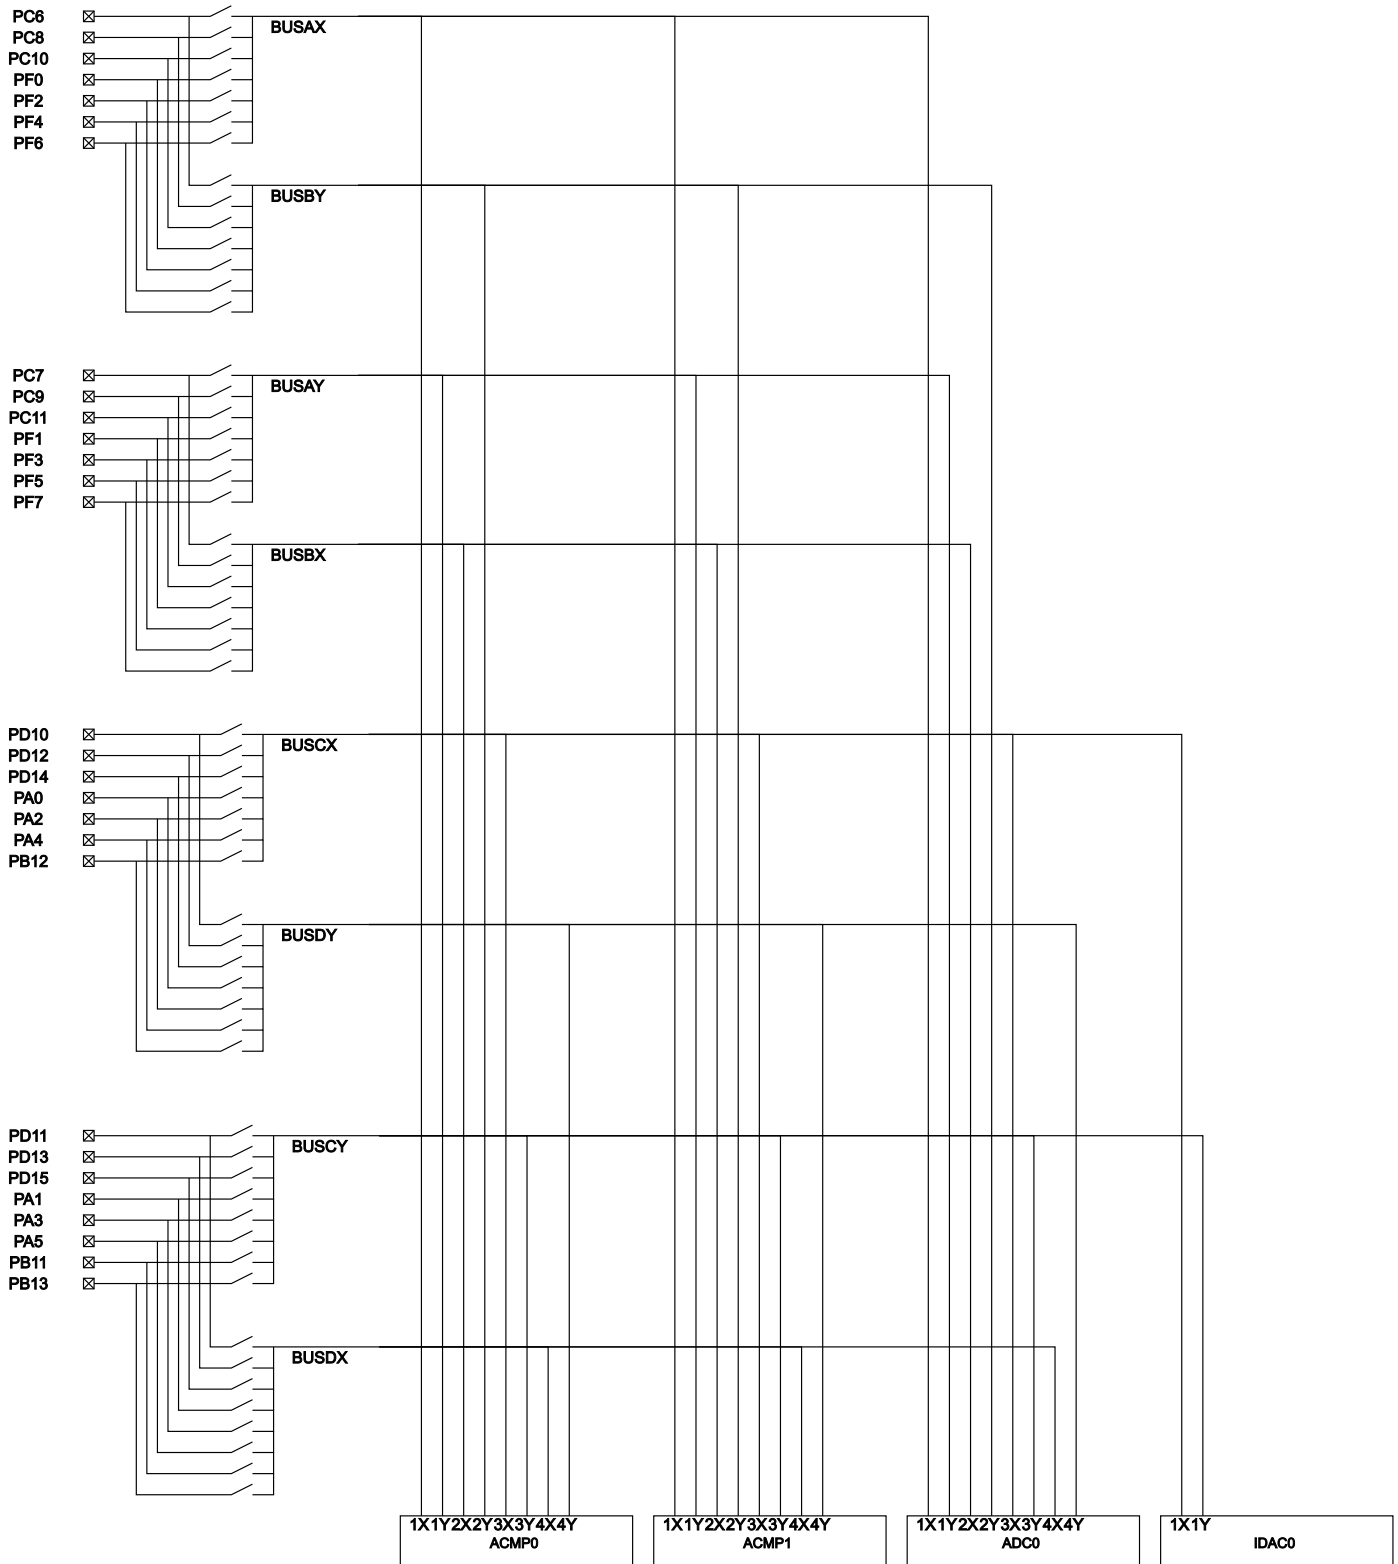 PC6
BUSAX
PC8
PC10
PF0
PF2
PF4
PF6
BUSBY
PC7
BUSAY
PC9
PC11
PF1
PF3
PF5
PF7
BUSBX
PD10
BUSCX
PD12
PD14
PA0
PA2
PA4
PB12
BUSDY
PD11
BUSCY
PD13
PD15
PA1
PA3
PA5
PB11
PB13
BUSDX
1X1Y2X2Y3X3Y4X4Y
ACMP0
1X1Y2X2Y3X3Y4X4Y
ACMP1
1X1Y2X2Y3X3Y4X4Y
ADC0
1X1Y
IDAC0